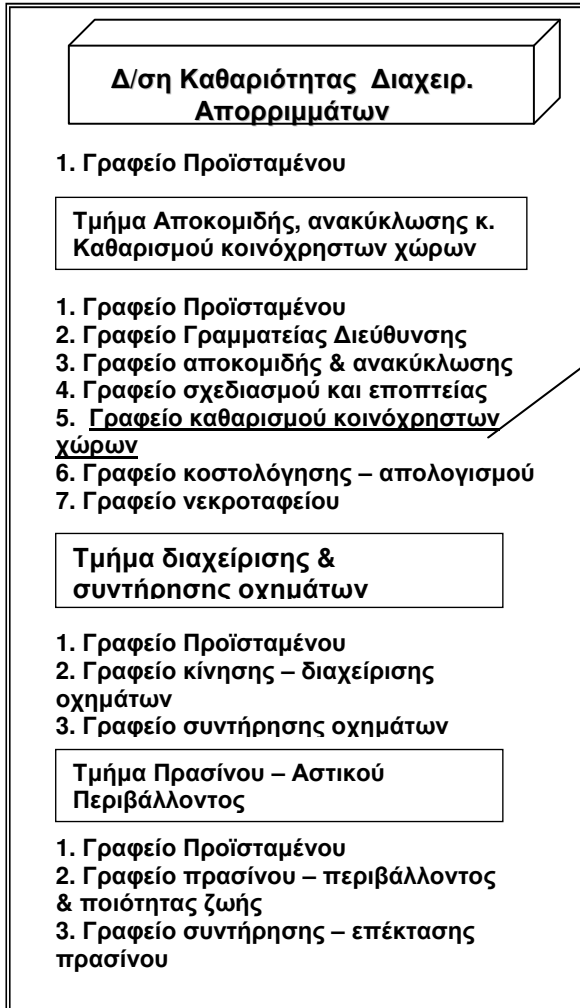 Δ/ση Καθαριότητας Διαχειρ.
Απορριμμάτων
1. Γραφείο Προϊσταμένου
Τμήμα Αποκομιδής, ανακύκλωσης κ.
Καθαρισμού κοινόχρηστων χώρων
1. Γραφείο Προϊσταμένου
2. Γραφείο Γραμματείας Διεύθυνσης
3. Γραφείο αποκομιδής & ανακύκλωσης
4. Γραφείο σχεδιασμού και εποπτείας
5. Γραφείο καθαρισμού κοινόχρηστων
χώρων
6. Γραφείο κοστολόγησης – απολογισμού
7. Γραφείο νεκροταφείου
Τμήμα διαχείρισης &
συντήρησης οχημάτων
1. Γραφείο Προϊσταμένου
2. Γραφείο κίνησης – διαχείρισης
οχημάτων
3. Γραφείο συντήρησης οχημάτων
Τμήμα Πρασίνου – Αστικού
Περιβάλλοντος
1. Γραφείο Προϊσταμένου
2. Γραφείο πρασίνου – περιβάλλοντος
& ποιότητας ζωής
3. Γραφείο συντήρησης – επέκτασης
πρασίνου